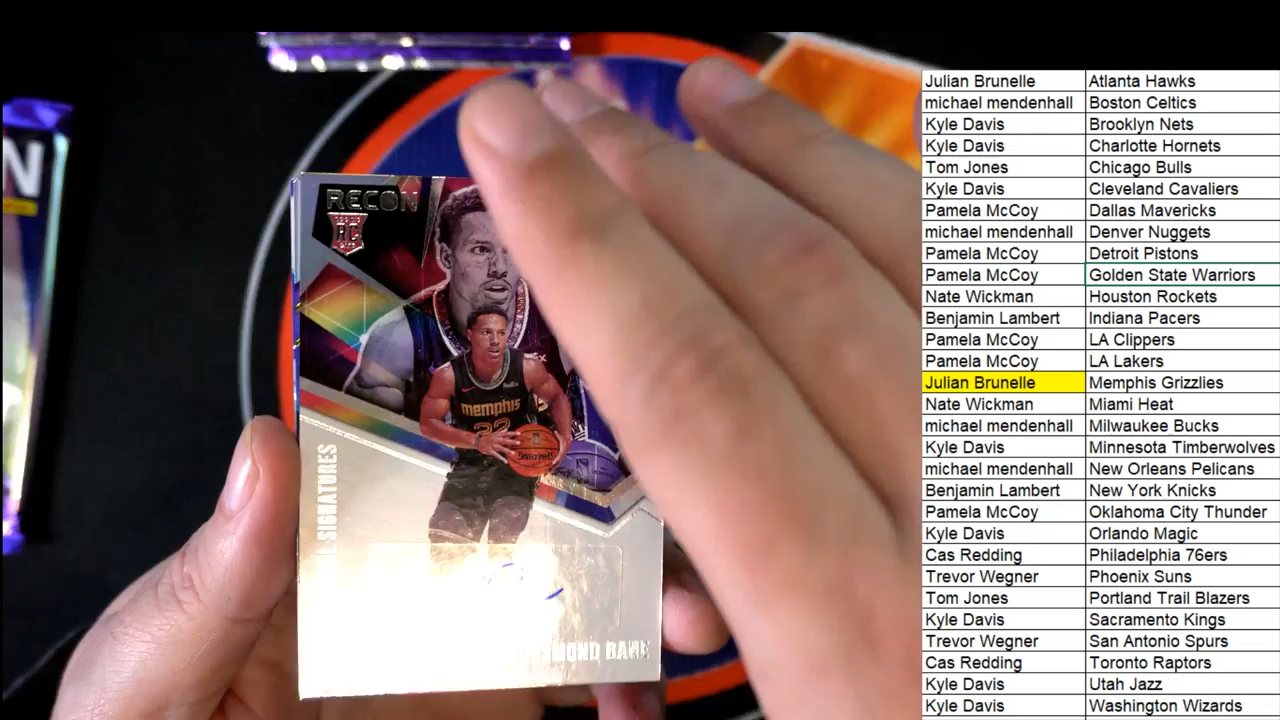 N
RECON
RC
FedEx
memphis
22
SIGNATURES
MOND BANE
Julian Brunelle Atlanta Hawks
michael mendenhall Boston Celtics
Kyle Davis Brooklyn Nets
Kyle Davis Charlotte Hornets
Tom Jones Chicago Bulls
Kyle Davis Cleveland Cavaliers
Pamela McCoy Dallas Mavericks
michael mendenhall Denver Nuggets
Pamela McCoy Detroit Pistons
Pamela McCoy Golden State Warriors
Nate Wickman Houston Rockets
Benjamin Lambert Indiana Pacers
Pamela McCoy LA Clippers
Pamela McCoy LA Lakers
Julian Brunelle Memphis Grizzlies
Nate Wickman Miami Heat
michael mendenhall Milwaukee Bucks
Kyle Davis Minnesota Timberwolves
michael mendenhall New Orleans Pelicans
Benjamin Lambert New York Knicks
Pamela McCoy Oklahoma City Thunder
Kyle Davis Orlando Magic
Cas Redding Philadelphia 76ers
Trevor Wegner Phoenix Suns
Tom Jones Portland Trail Blazers
Kyle Davis Sacramento Kings
Trevor Wegner San Antonio Spurs
Cas Redding Toronto Raptors
Kyle Davis Utah Jazz
Kyle Davis Washington Wizards